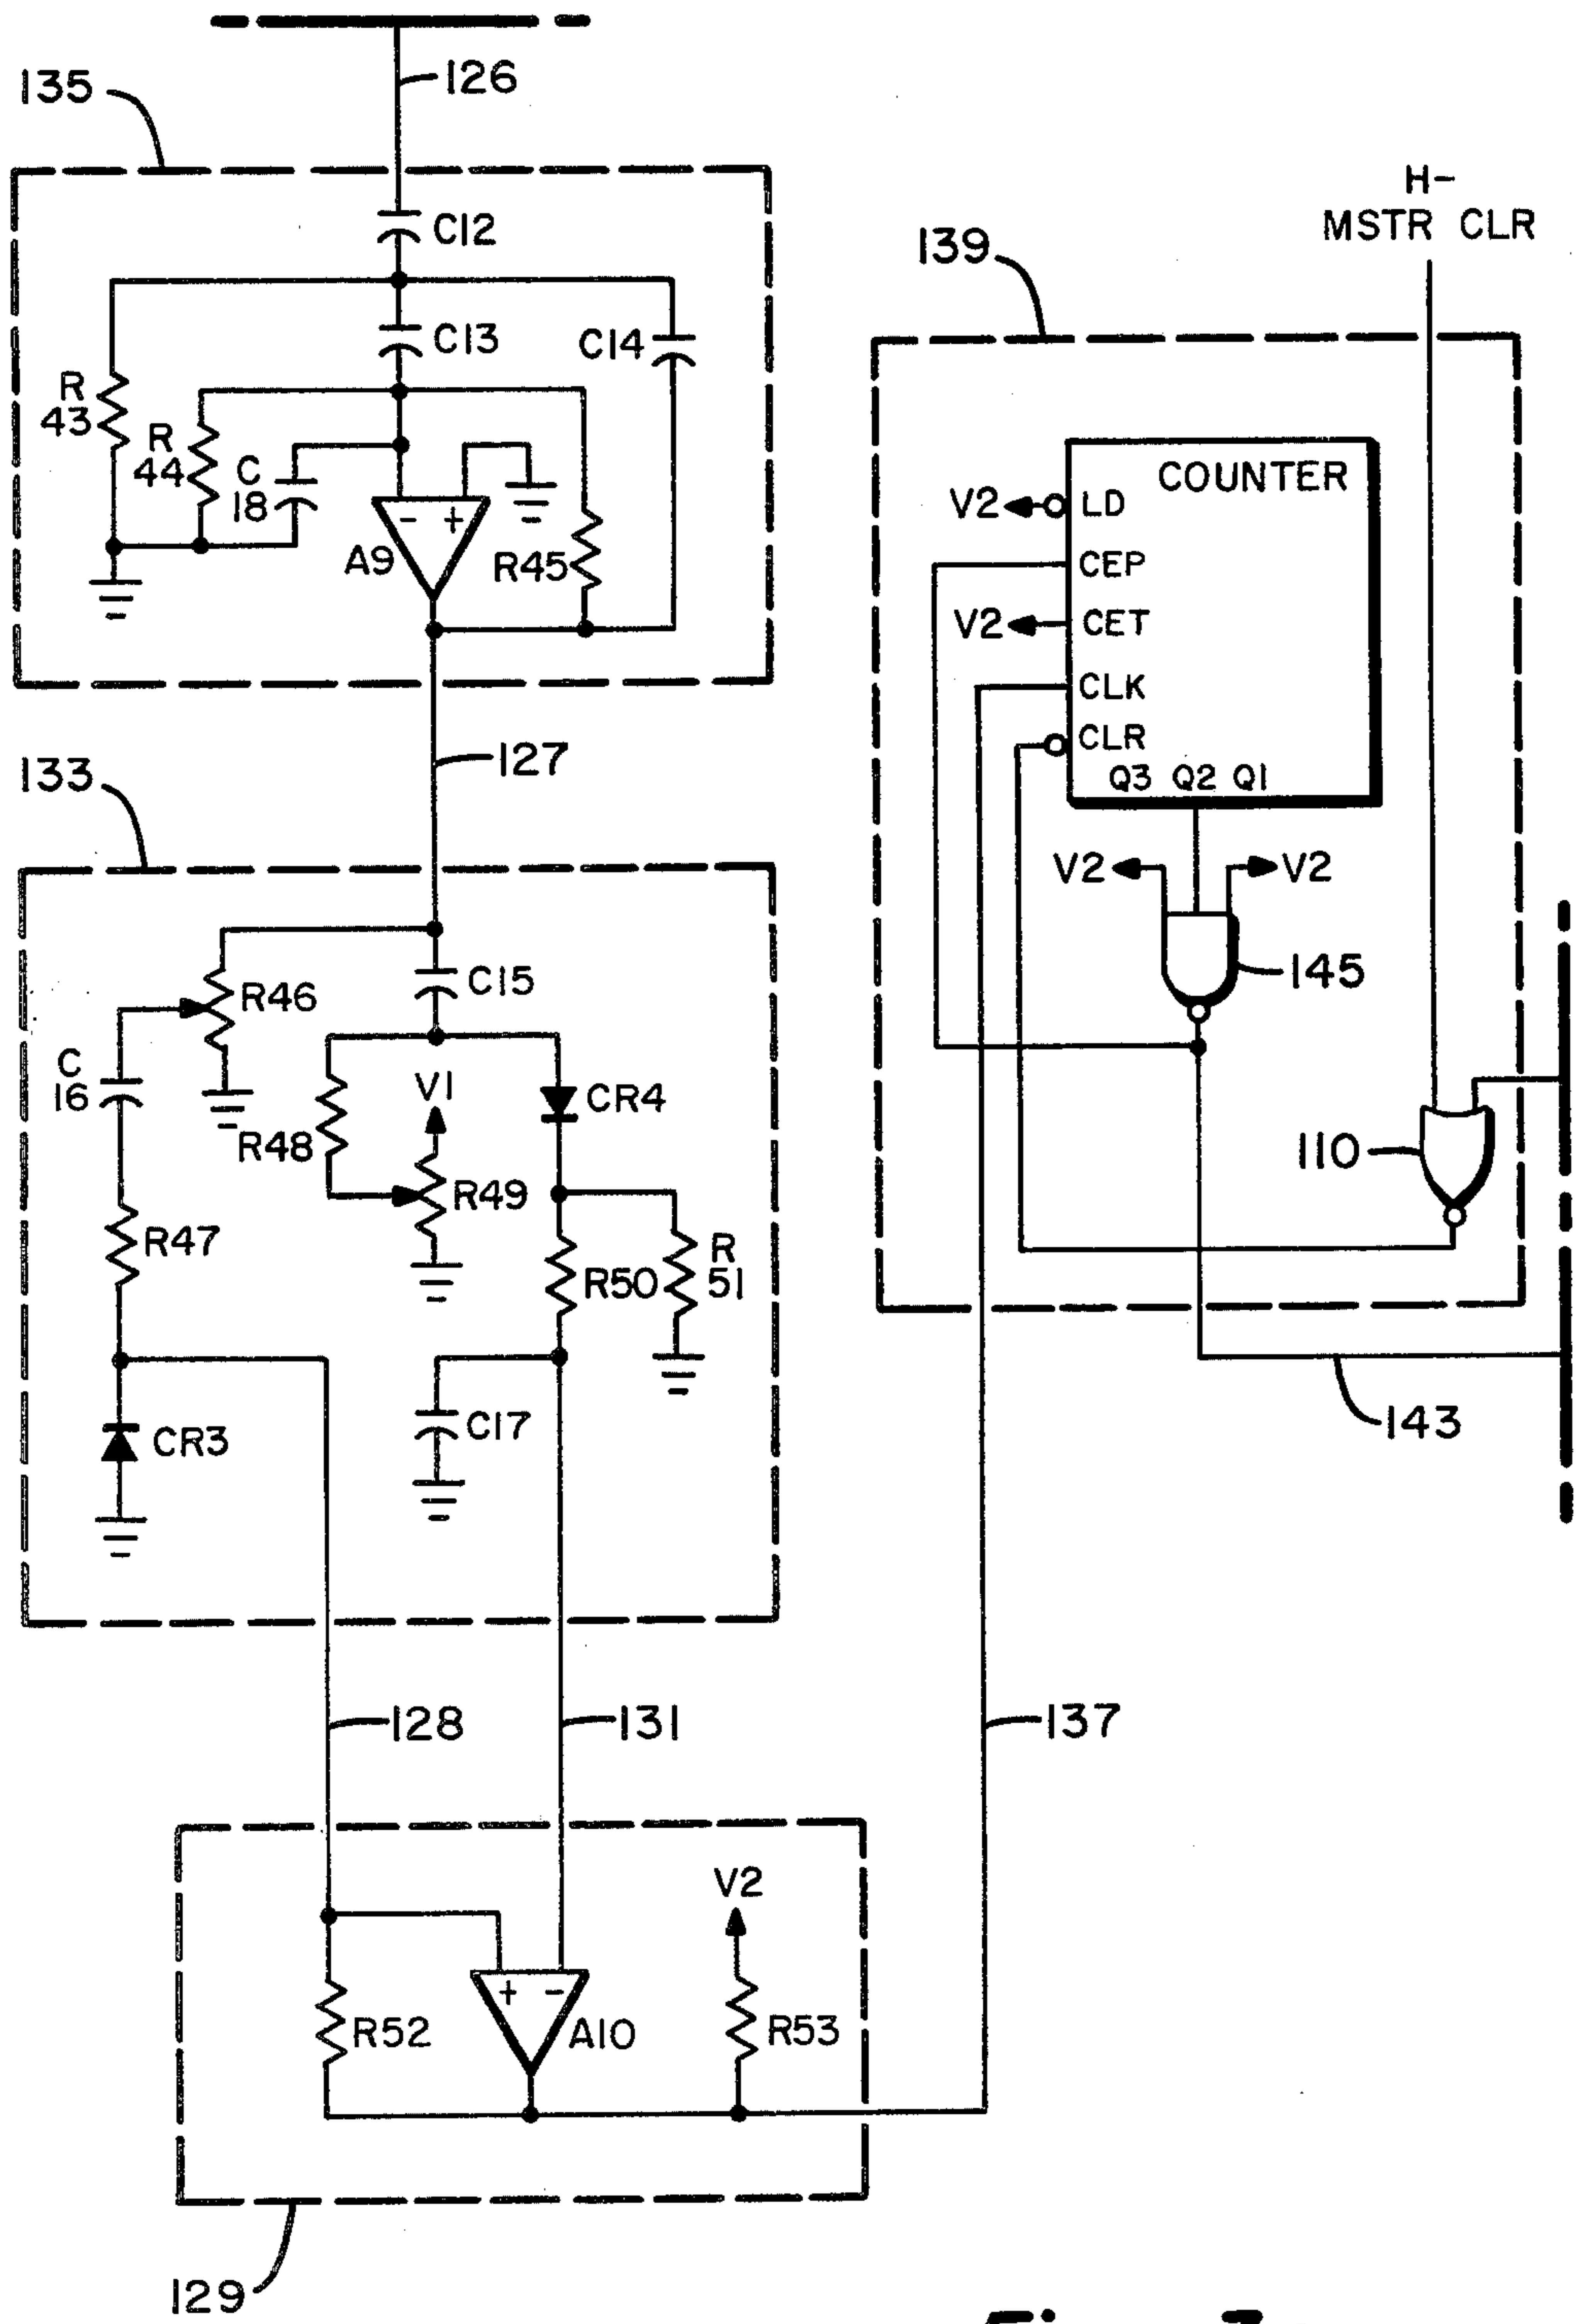 126
135
H-
MSTR CLR
C12
139
C13
C14
R
43
R
44
C
18
- +
A9
R45
COUNTER
V2
LD
CEP
V2
CET
CLK
CLR
Q3 Q2 Q1
127
133
V2
V2
145
R46
C15
C
16
V1
CR4
R48
R49
110
R47
R50
R
51
CR3
C17
143
128
131
137
V2
+ -
R52
A10
R53
129